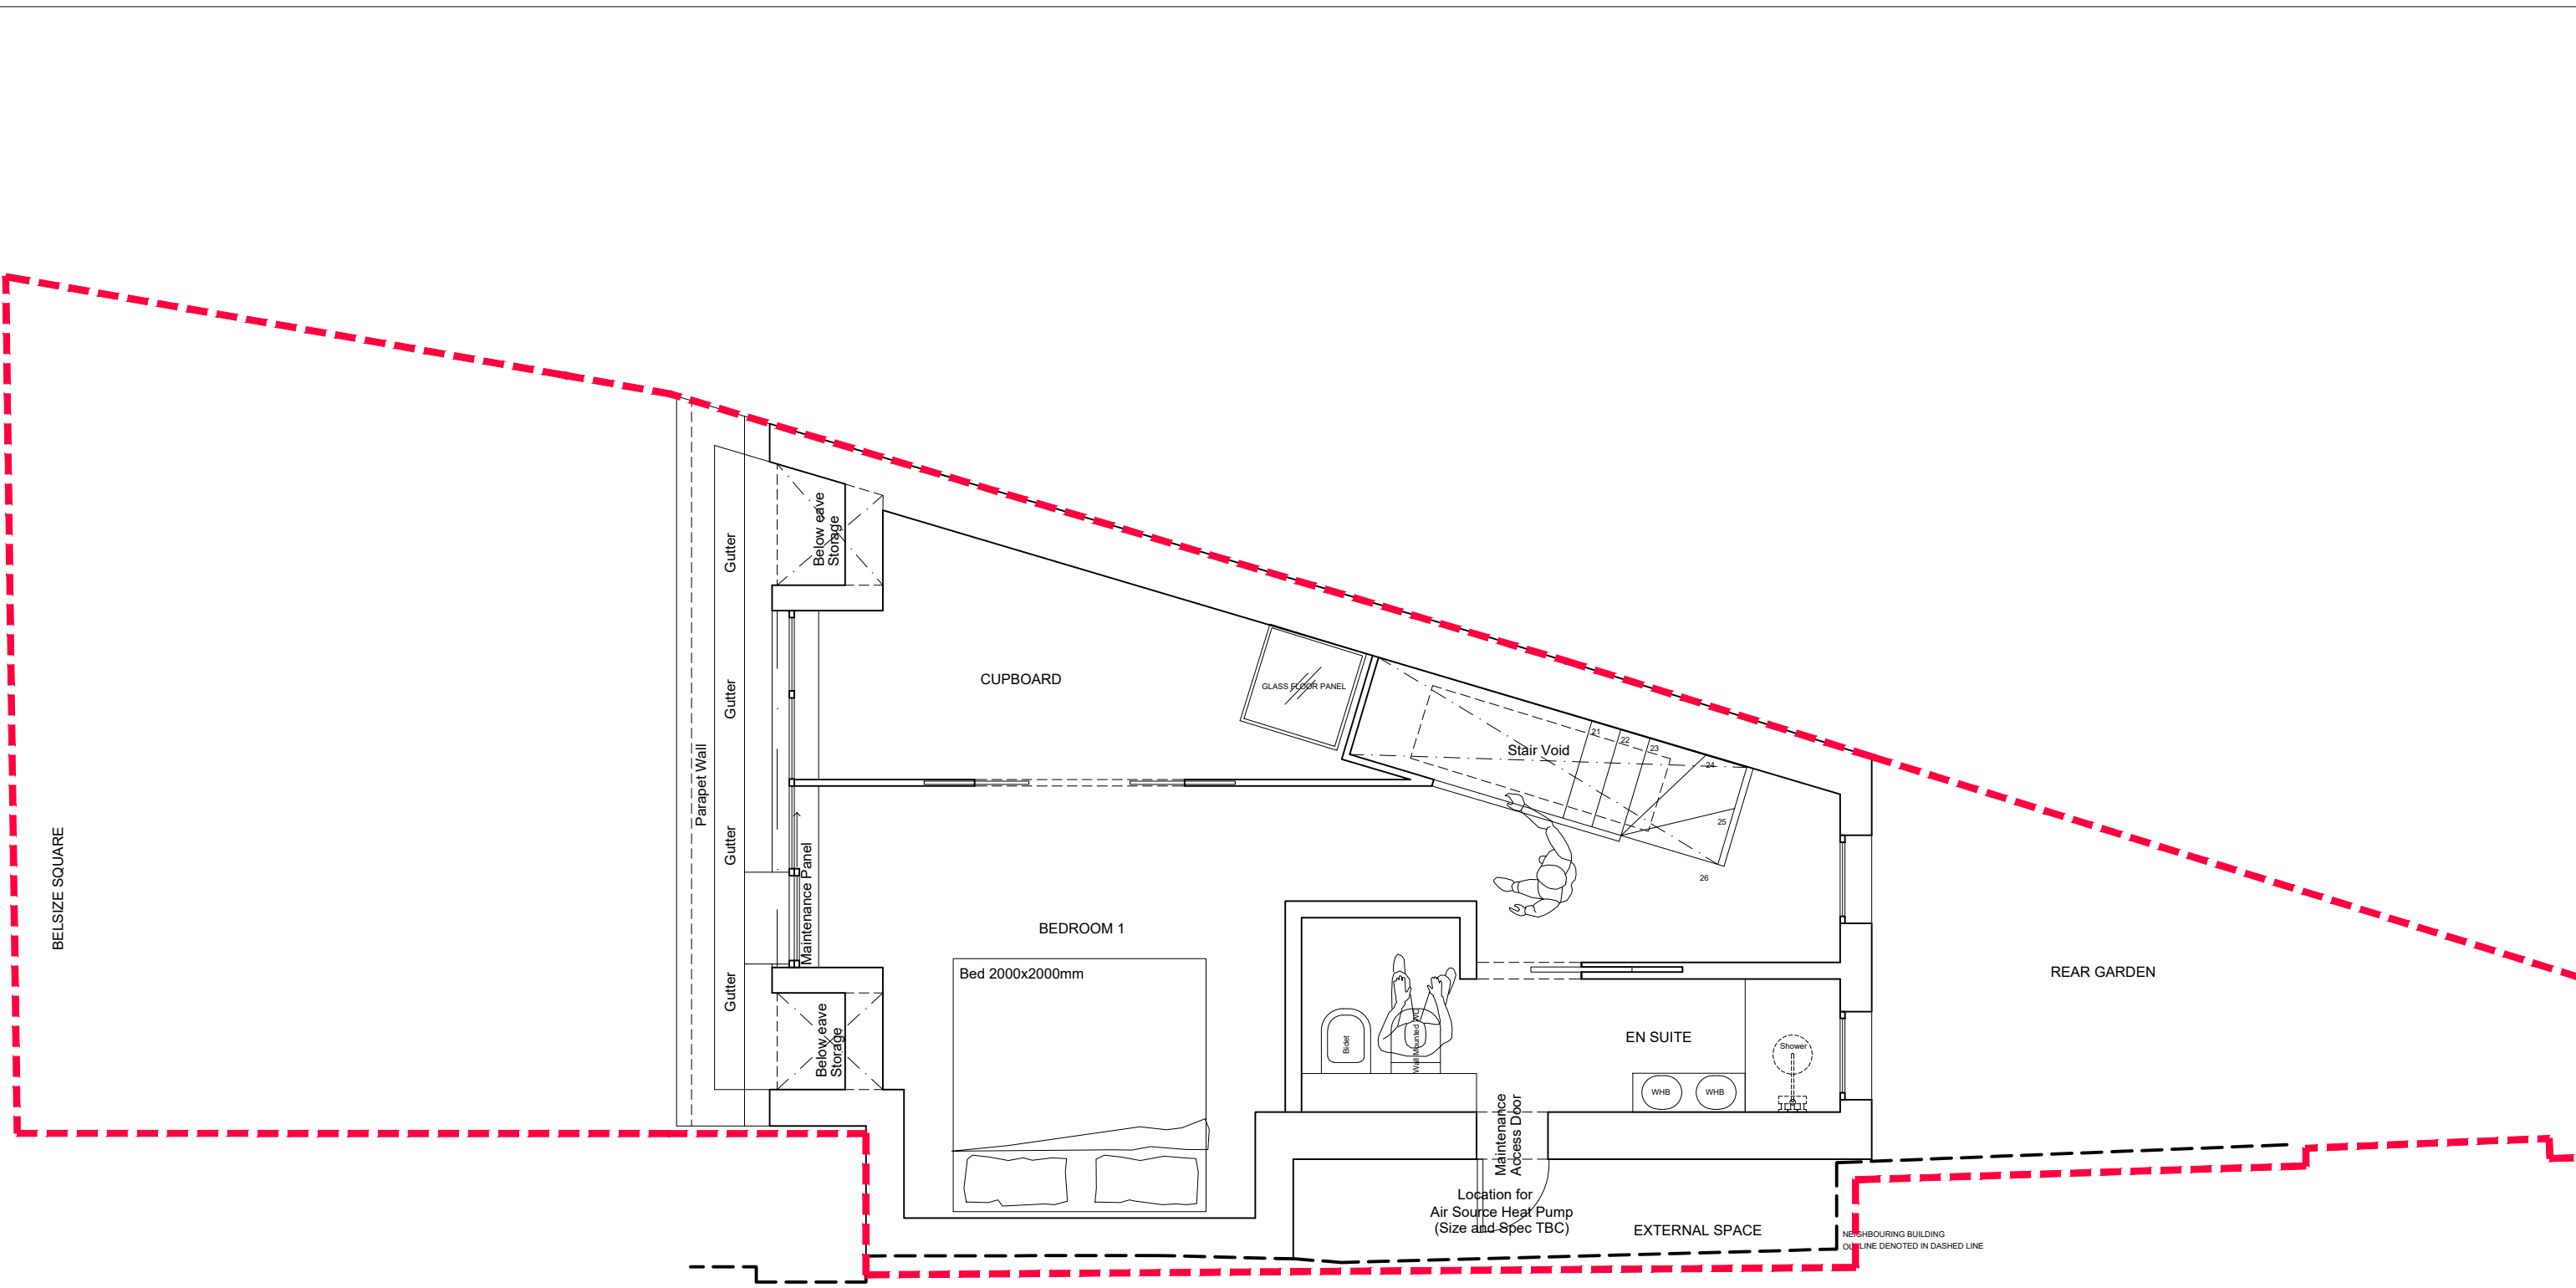 BELSIZE SQUARE
Parapet Wall
Gutter
Gutter
Gutter
Gutter
Below eave
Storage
Below eave
Storage
Maintenance Panel
CUPBOARD
GLASS FLOOR PANEL
Stair Void
21
22
23
24
25
26
BEDROOM 1
Bed 2000x2000mm
Bidet
Wall Mounted WC
EN SUITE
Shower
WHB
WHB
Maintenance
Access Door
Location for
Air Source Heat Pump
(Size and Spec TBC)
EXTERNAL SPACE
REAR GARDEN
NEIGHBOURING BUILDING
OUTLINE DENOTED IN DASHED LINE